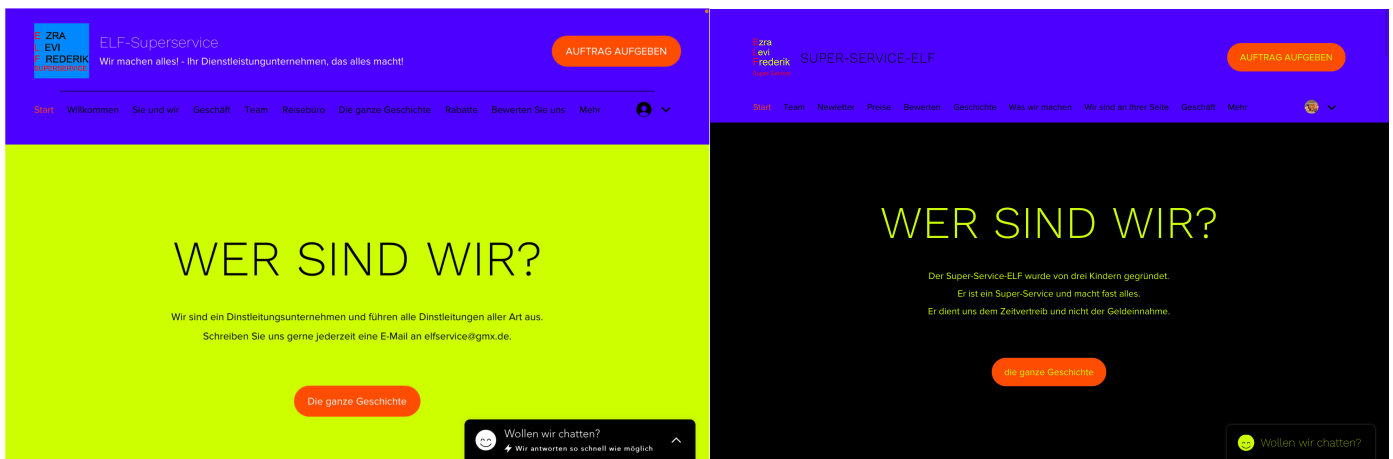 E ZRA
L EVI
F REDERIK
SUPERSERVICE
ELF-Superservice
Wir machen alles! - Ihr Dienstleistungunternehmen, das alles macht!
AUFTRAG AUFGEBEN
Start Willkommen Sie und wir Geschäft Team Reisebüro Die ganze Geschichte Rabatte Bewerten Sie uns Mehr
WER SIND WIR?
Wir sind ein Dinstleitungsunternehmen und führen alle Dinstleitungen aller Art aus.
Schreiben Sie uns gerne jederzeit eine E-Mail an elfservice@gmx.de.
Die ganze Geschichte
Wollen wir chatten?
Wir antworten so schnell wie möglich
Ezra
Levi
Frederik
SUPER-SERVICE-ELF
AUFTRAG AUFGEBEN
Start Team Newletter Preise Bewerten Geschichte Was wir machen Wir sind an Ihrer Seite Geschäft Mehr
WER SIND WIR?
Der Super-Service-ELF wurde von drei Kindern gegründet.
Er ist ein Super-Service und macht fast alles.
Er dient uns dem Zeitvertreib und nicht der Geldeinnahme.
die ganze Geschichte
Wollen wir chatten?